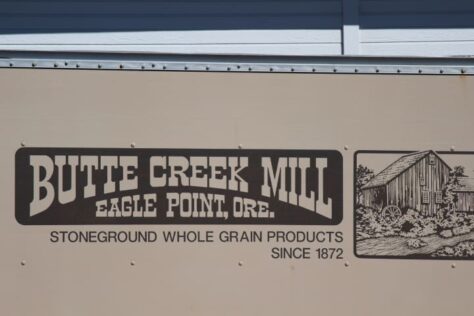 BUTTE CREEK MILL
EAGLE POINT, ORE.
STONEGROUND WHOLE GRAIN PRODUCTS
SINCE 1872